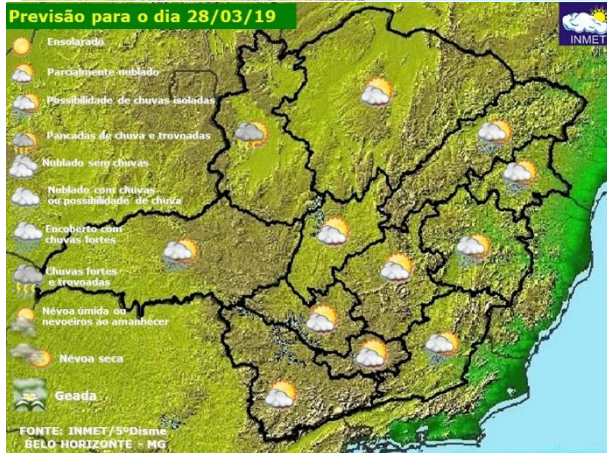 Previsão para o dia 28/03/19
INMET
Ensolarado
Parcialmente nublado
Possibilidade de chuvas isoladas
Pancadas de chuva e trovoadas
Nublado sem chuvas
Nublado com chuvas
ou possibilidade de chuva
Encoberto com
chuvas fortes
Chuvas fortes
e trovoadas
Névoa úmida ou
nevoeiros ao amanhecer
Névoa seca
Geada
FONTE: INMET/5ºDisme
BELO HORIZONTE - MG